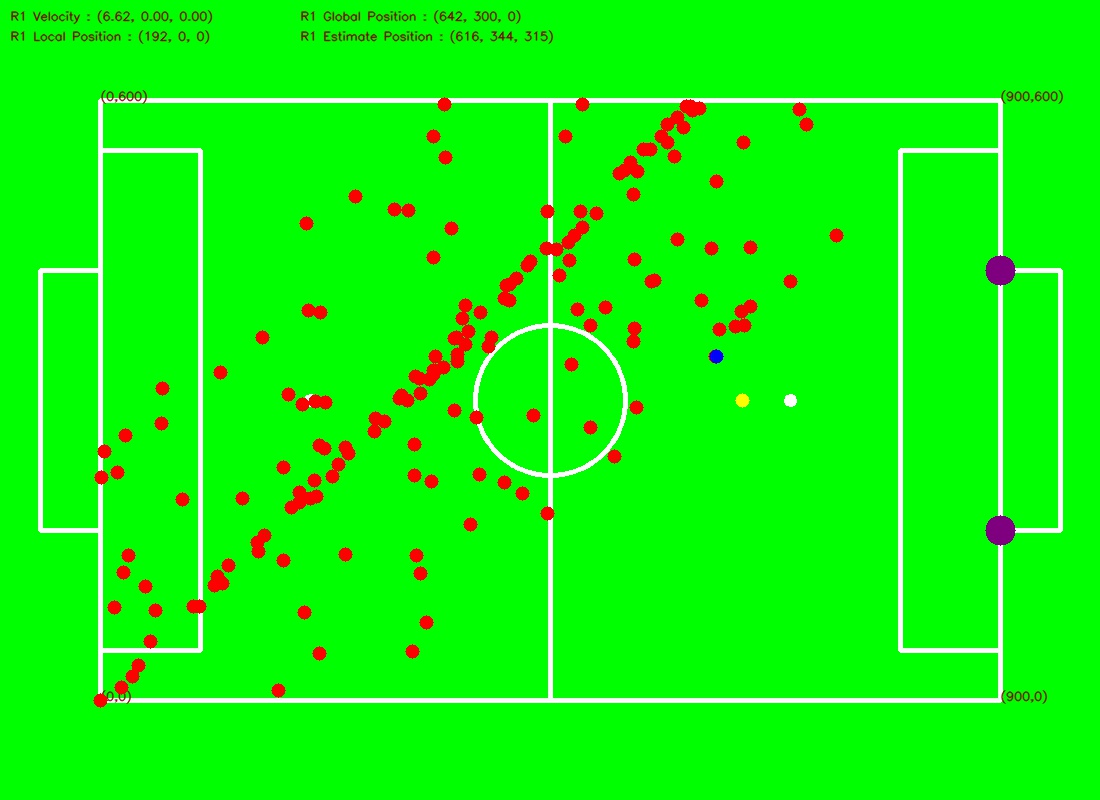 R1 Velocity : (6.62, 0.00, 0.00)
R1 Global Position : (642, 300, 0)
R1 Local Position : (192, 0, 0)
R1 Estimate Position : (616, 344, 315)
(0,600)
(900,600)
(0,0)
(900,0)